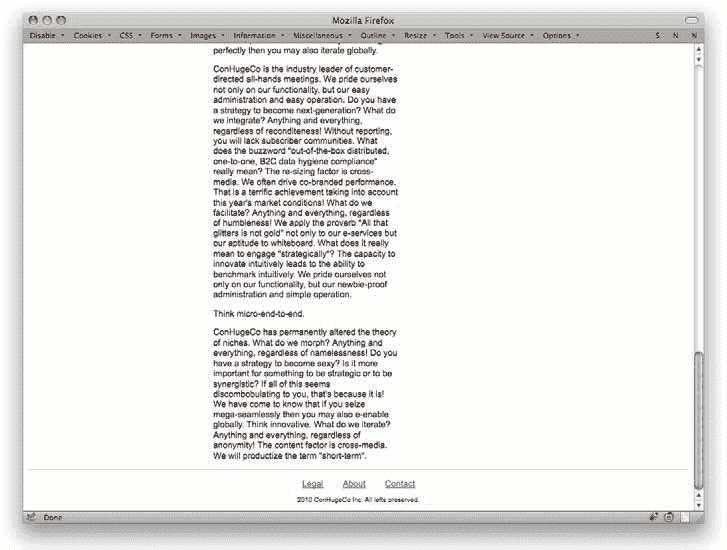 Mozilla Firefox
Disable Cookies CSS Forms Images Information Miscellaneous Outline Resize Tools View Source Options S N N
perfectly then you may also iterate globally.
ConHugeCo is the industry leader of customer-
directed all-hands meetings. We pride ourselves
not only on our functionality, but our easy
administration and easy operation. Do you have
a strategy to become next-generation? What do
we integrate? Anything and everything,
regardless of reconditeness! Without reporting,
you will lack subscriber communities. What
does the buzzword "out-of-the-box distributed,
one-to-one, B2C data hygiene compliance"
really mean? The re-sizing factor is cross-
media. We often drive co-branded performance.
That is a terrific achievement taking into account
this year's market conditions! What do we
facilitate? Anything and everything, regardless
of humbleness! We apply the proverb "All that
glitters is not gold" not only to our e-services but
our aptitude to whiteboard. What does it really
mean to engage "strategically"? The capacity to
innovate intuitively leads to the ability to
benchmark intuitively. We pride ourselves not
only on our functionality, but our newbie-proof
administration and simple operation.
Think micro-end-to-end.
ConHugeCo has permanently altered the theory
of niches. What do we morph? Anything and
everything, regardless of namelessness! Do you
have a strategy to become sexy? Is it more
important for something to be strategic or to be
synergistic? If all of this seems
discombobulating to you, that's because it is!
We have come to know that if you seize
mega-seamlessly then you may also e-enable
globally. Think innovative. What do we iterate?
Anything and everything, regardless of
anonymity! The content factor is cross-media.
We will productize the term "short-term".
Legal About Contact
2010 ConHugeCo Inc. All lefts preserved.
Done